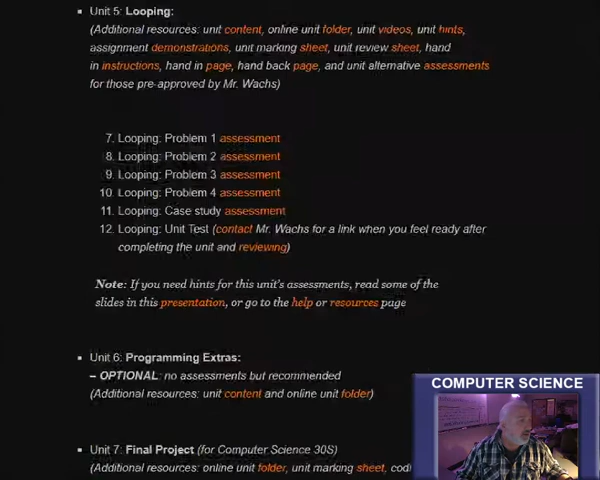 Unit 5: Looping:
(Additional resources: unit content, online unit folder, unit videos, unit hints,
assignment demonstrations, unit marking sheet, unit review sheet, hand
in instructions, hand in page, hand back page, and unit alternative assessments
for those pre-approved by Mr. Wachs)
7. Looping: Problem 1 assessment
8. Looping: Problem 2 assessment
9. Looping: Problem 3 assessment
10. Looping: Problem 4 assessment
11. Looping: Case study assessment
12. Looping: Unit Test (contact Mr. Wachs for a link when you feel ready after
completing the unit and reviewing)
Note: If you need hints for this unit's assessments, read some of the
slides in this presentation, or go to the help or resources page
Unit 6: Programming Extras:
– OPTIONAL: no assessments but recommended
(Additional resources: unit content and online unit folder)
COMPUTER SCIENCE
Unit 7: Final Project (for Computer Science 30S)
(Additional resources: online unit folder, unit marking sheet, codi